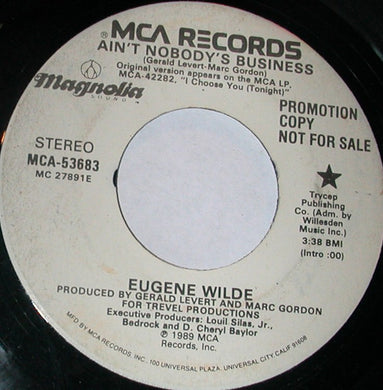 ® MCA RECORDS
AIN'T NOBODY'S BUSINESS
(Gerald Levert-Marc Gordon)
Original version appears on the MCA LP
MCA-42282, "I Choose You (Tonight)"
Magnolia
SOUND
PROMOTION
COPY
NOT FOR SALE
STEREO
MCA-53683
MC 27891E
Trycep
Publishing
Co. (Adm. by
Willesden
Music Inc.)
3:38 BMI
(Intro :00)
EUGENE WILDE
PRODUCED BY GERALD LEVERT AND MARC GORDON
FOR TREVEL PRODUCTIONS
Executive Producers: Louil Silas, Jr.,
Bedrock and D. Cheryl Baylor
℗ 1989 MCA
Records, Inc.
MFD BY MCA RECORDS, INC. 100 UNIVERSAL PLAZA, UNIVERSAL CITY CALIF 91608